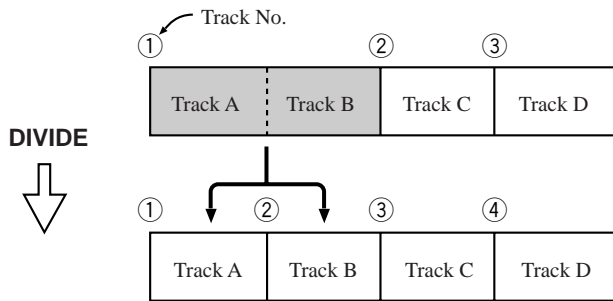 Track No.
① ② ③
Track A Track B Track C Track D
DIVIDE
① ② ③ ④
Track A Track B Track C Track D